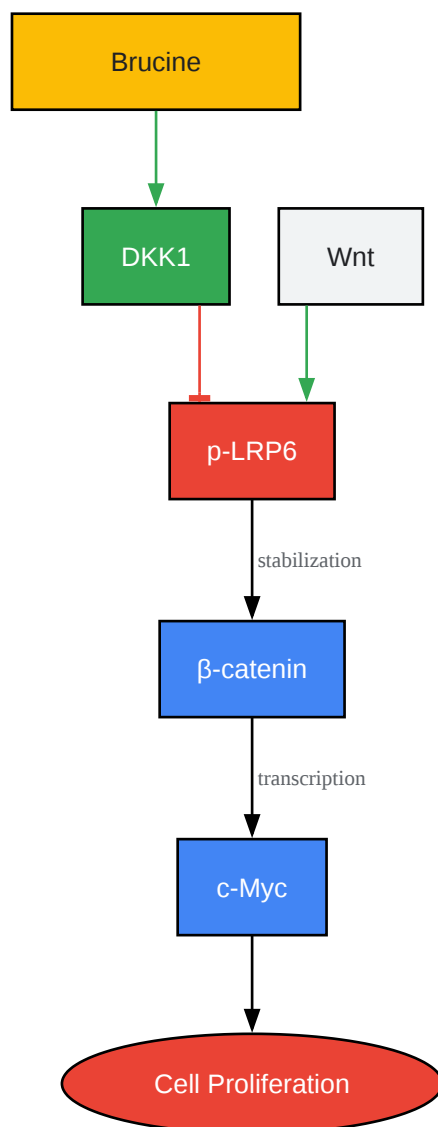 Brucine
DKK1
Wnt
p-LRP6
stabilization
β-catenin
transcription
c-Myc
Cell Proliferation